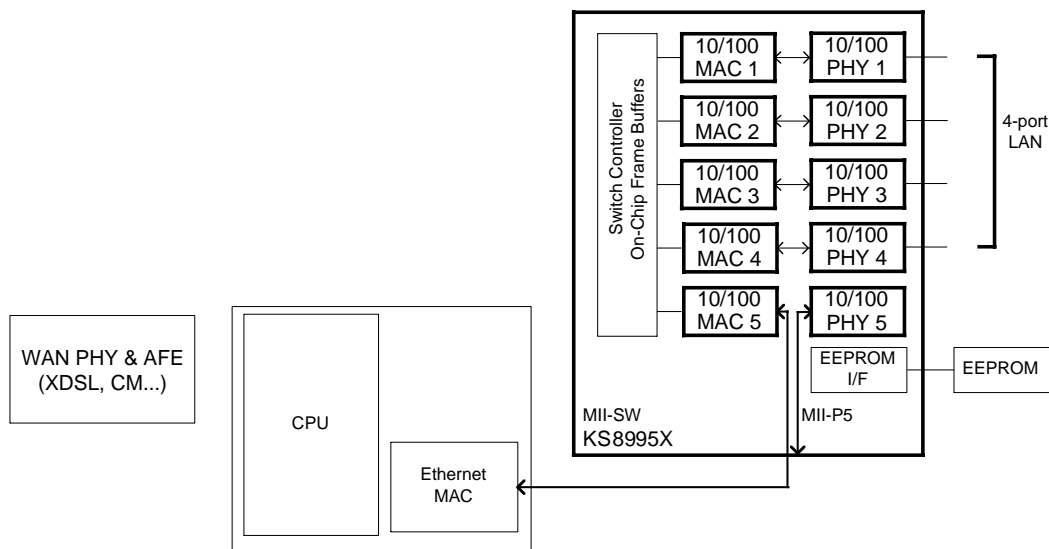 10/100
MAC 1
10/100
PHY 1
10/100
MAC 2
10/100
PHY 2
10/100
MAC 3
10/100
PHY 3
10/100
MAC 4
10/100
PHY 4
10/100
MAC 5
10/100
PHY 5
Switch Controller
On-Chip Frame Buffers
4-port
LAN
EEPROM
I/F
EEPROM
MII-SW
MII-P5
KS8995X
WAN PHY & AFE
(XDSL, CM...)
CPU
Ethernet
MAC